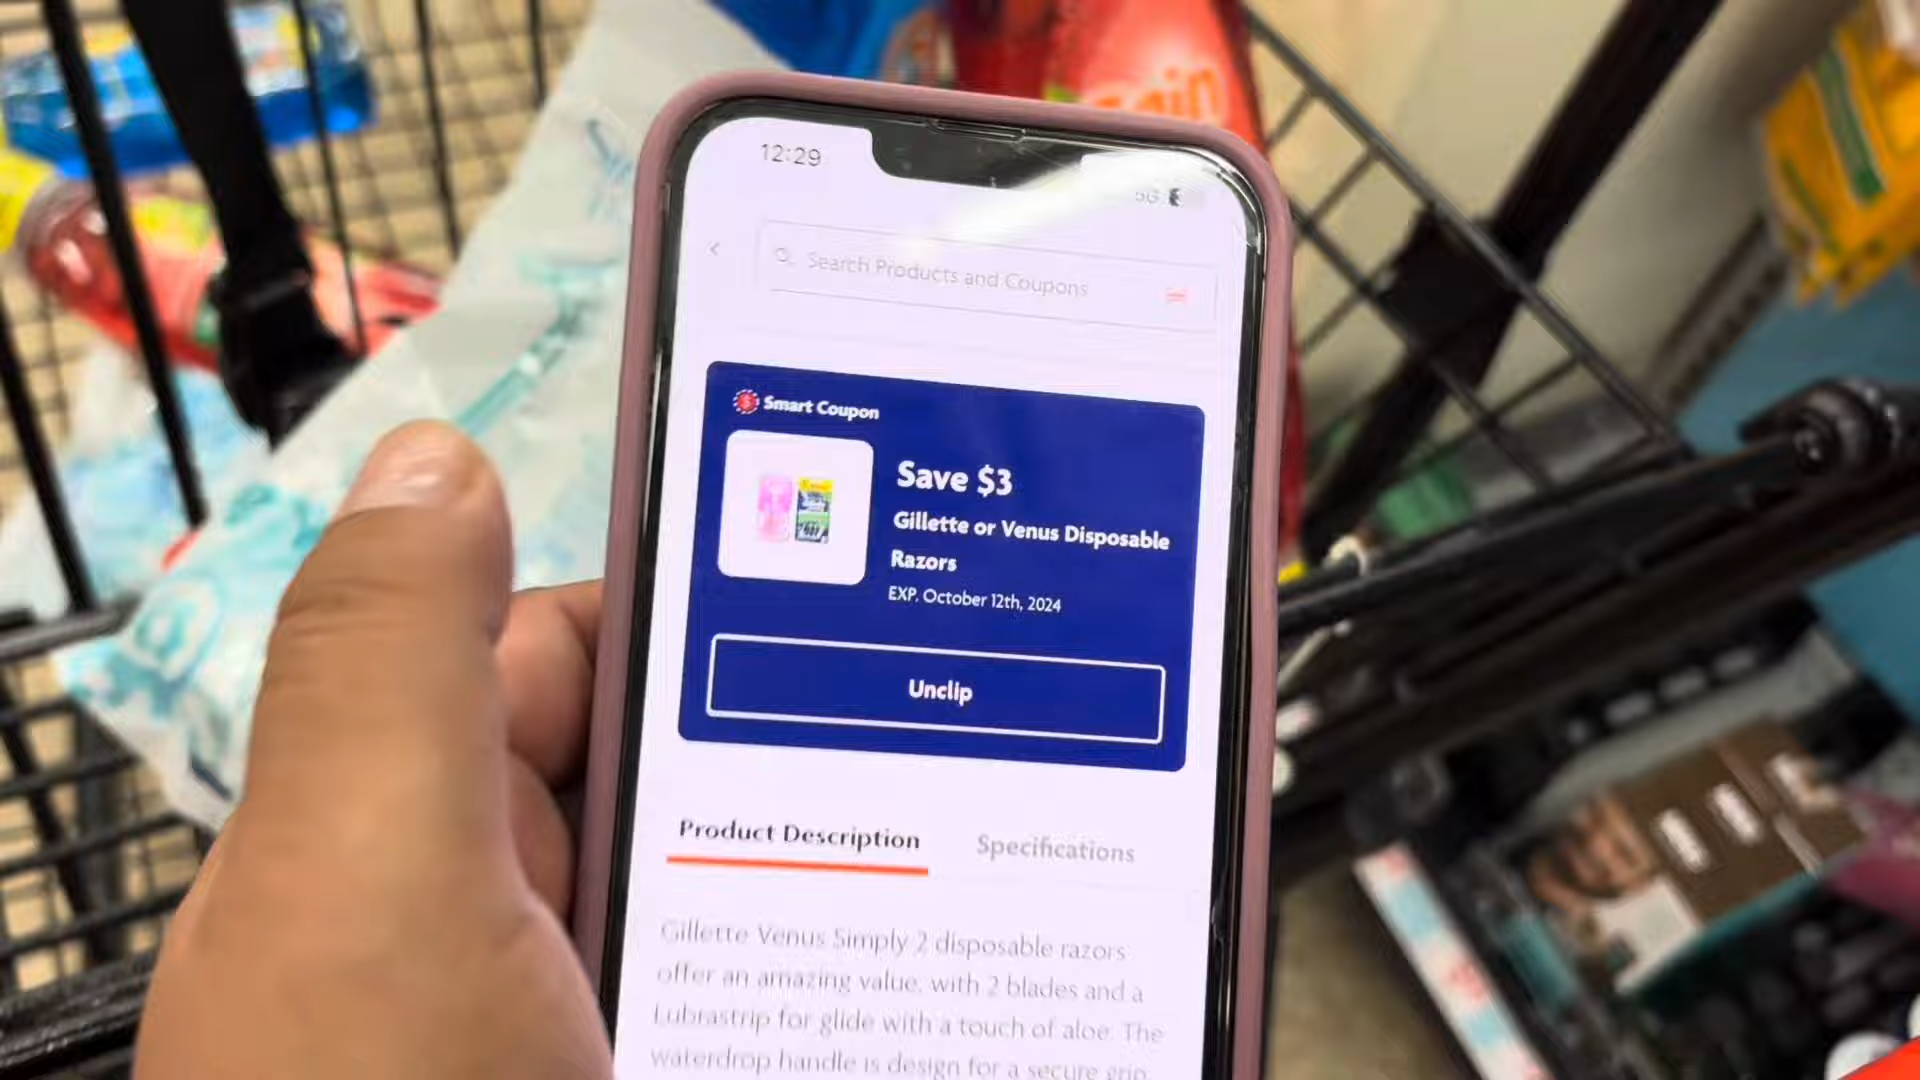 12:29
5G
Search Products and Coupons
Smart Coupon
Save $3
Gillette or Venus Disposable
Razors
EXP. October 12th, 2024
Unclip
Product Description
Specifications
Gillette Venus Simply 2 disposable razors
offer an amazing value, with 2 blades and a
Lubrastrip for glide with a touch of aloe. The
waterdrop handle is design for a secure grip,